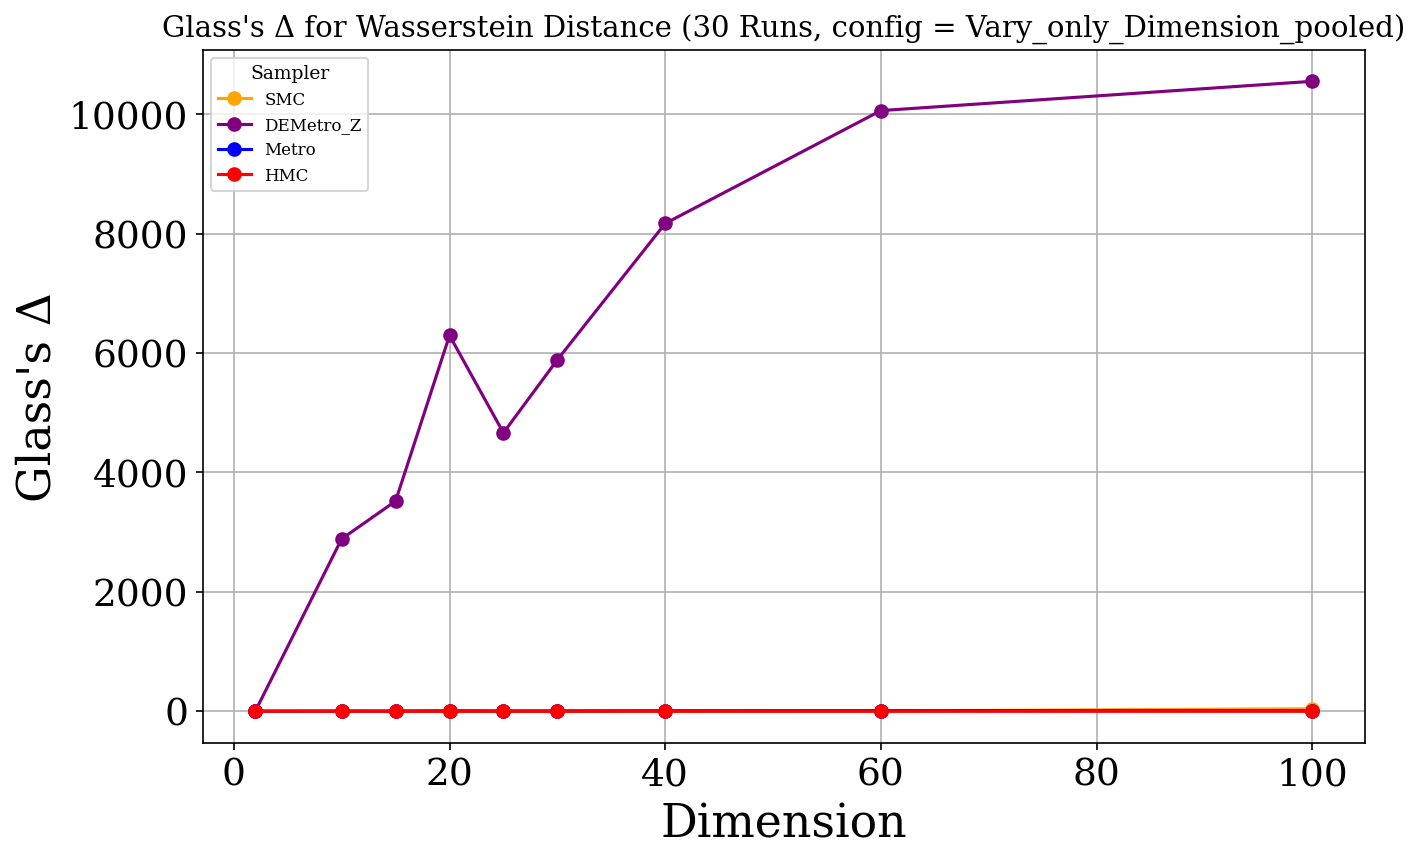 Glass's Δ for Wasserstein Distance (30 Runs, config = Vary_only_Dimension_pooled)
Sampler
SMC
DEMetro_Z
Metro
HMC
Glass's Δ
10000
8000
6000
4000
2000
0
0 20 40 60 80 100
Dimension